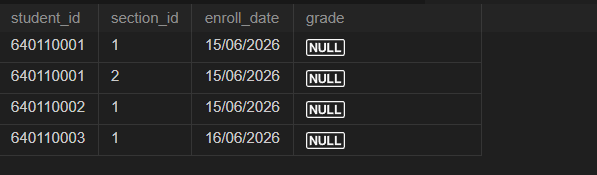 student_id section_id enroll_date grade
640110001 1 15/06/2026 NULL
640110001 2 15/06/2026 NULL
640110002 1 15/06/2026 NULL
640110003 1 16/06/2026 NULL